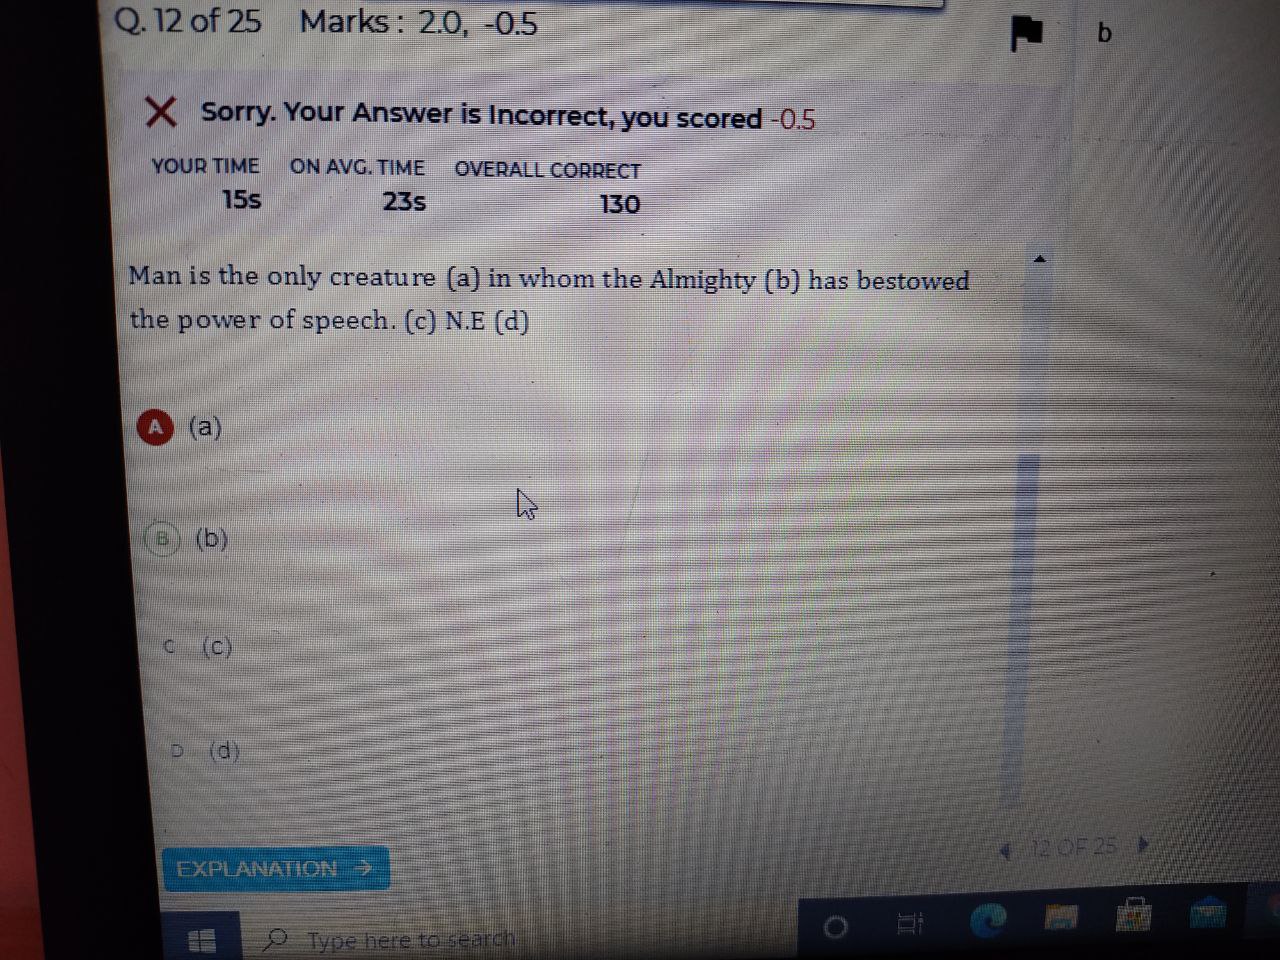 Q. 12 of 25 Marks : 2.0, -0.5
b
Sorry. Your Answer is Incorrect, you scored -0.5
YOUR TIME ON AVG. TIME OVERALL CORRECT
15s 23s 130
Man is the only creature (a) in whom the Almighty (b) has bestowed
the power of speech. (c) N.E (d)
A (a)
B (b)
C (c)
D (d)
12 OF 25
EXPLANATION →
Type here to search